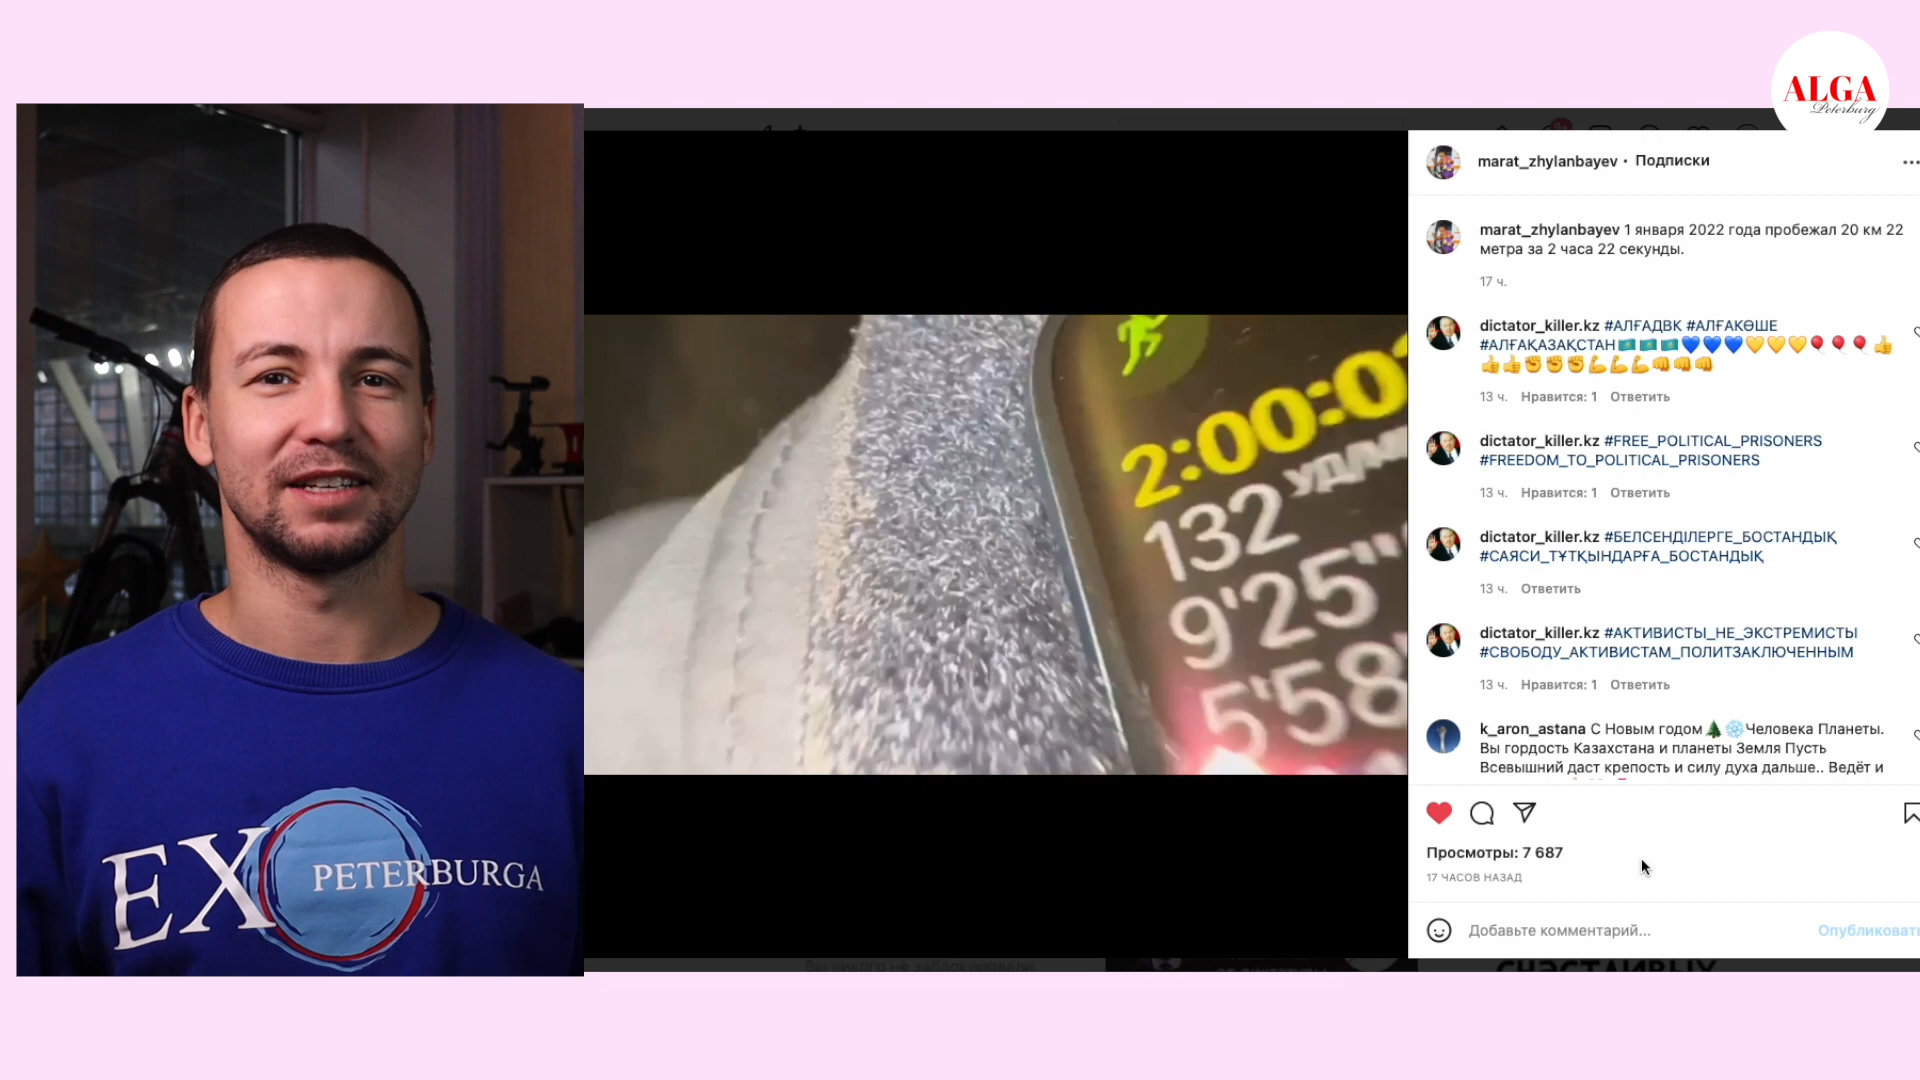 ALGA
Peterburg
marat_zhylanbayev • Подписки
marat_zhylanbayev 1 января 2022 года пробежал 20 км 22
метра за 2 часа 22 секунды.
17 ч.
dictator_killer.kz #АЛҒАДВК #АЛҒАКӨШЕ
#АЛҒАҚАЗАҚСТАН🇰🇿🇰🇿🇰🇿💙💙💙💛💛💛🎈🎈🎈👍
👍👍✊✊✊💪💪💪👊👊👊
13 ч. Нравится: 1 Ответить
dictator_killer.kz #FREE_POLITICAL_PRISONERS
#FREEDOM_TO_POLITICAL_PRISONERS
13 ч. Нравится: 1 Ответить
dictator_killer.kz #БЕЛСЕНДІЛЕРГЕ_БОСТАНДЫҚ
#САЯСИ_ТҰТҚЫНДАРҒА_БОСТАНДЫҚ
13 ч. Ответить
dictator_killer.kz #АКТИВИСТЫ_НЕ_ЭКСТРЕМИСТЫ
#СВОБОДУ_АКТИВИСТАМ_ПОЛИТЗАКЛЮЧЕННЫМ
13 ч. Нравится: 1 Ответить
k_aron_astana С Новым годом🌲❄️Человека Планеты.
Вы гордость Казахстана и планеты Земля Пусть
Всевышний даст крепость и силу духа дальше.. Ведёт и
Просмотры: 7 687
17 ЧАСОВ НАЗАД
Добавьте комментарий... Опубликовать
2:00:0
132 УД/М
9'25"
5'58
EX PETERBURGA